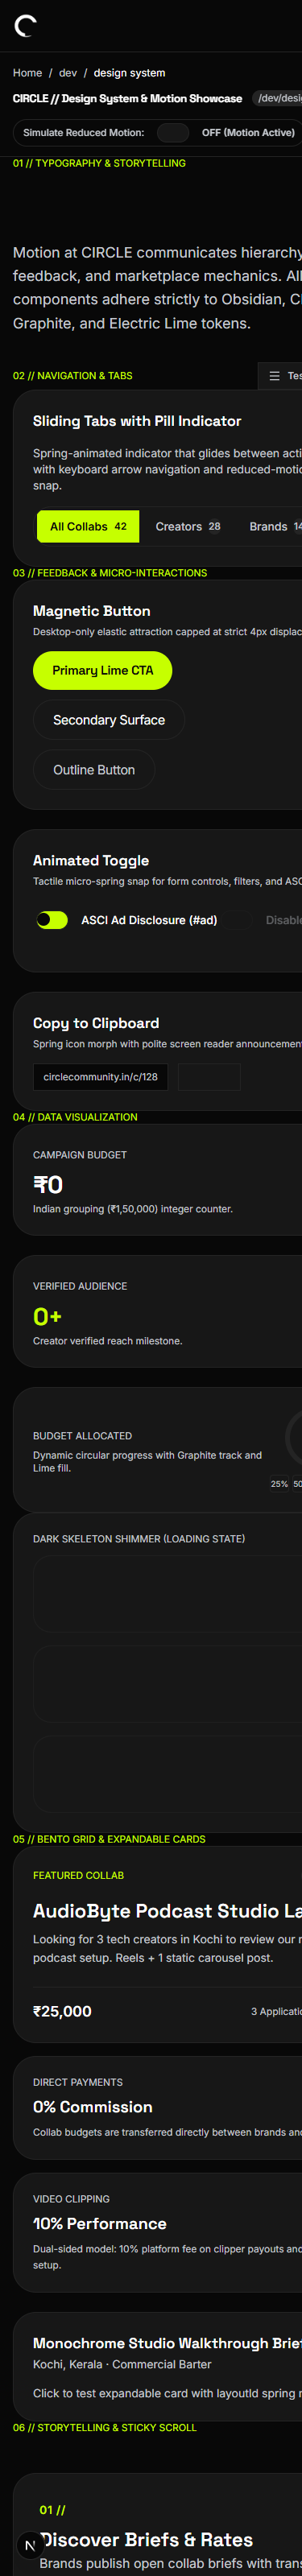 Home / dev / design system
CIRCLE // Design System & Motion Showcase /dev/desi
Simulate Reduced Motion: OFF (Motion Active)
01 // TYPOGRAPHY & STORYTELLING
Motion at CIRCLE communicates hierarchy
feedback, and marketplace mechanics. All
components adhere strictly to Obsidian,
Graphite, and Electric Lime tokens.
02 // NAVIGATION & TABS
Sliding Tabs with Pill Indicator
Spring-animated indicator that glides between acti
with keyboard arrow navigation and reduced-motio
snap.
All Collabs 42 Creators 28 Brands 14
03 // FEEDBACK & MICRO-INTERACTIONS
Magnetic Button
Desktop-only elastic attraction capped at strict 4px displac
Primary Lime CTA
Secondary Surface
Outline Button
Animated Toggle
Tactile micro-spring snap for form controls, filters, and ASC
ASCI Ad Disclosure (#ad) Disable
Copy to Clipboard
Spring icon morph with polite screen reader announcement
circlecommunity.in/c/128
04 // DATA VISUALIZATION
CAMPAIGN BUDGET
₹0
Indian grouping (₹1,50,000) integer counter.
VERIFIED AUDIENCE
0+
Creator verified reach milestone.
BUDGET ALLOCATED
Dynamic circular progress with Graphite track and
Lime fill.
25% 50
DARK SKELETON SHIMMER (LOADING STATE)
05 // BENTO GRID & EXPANDABLE CARDS
FEATURED COLLAB
AudioByte Podcast Studio La
Looking for 3 tech creators in Kochi to review our
podcast setup. Reels + 1 static carousel post.
₹25,000 3 Applicatio
DIRECT PAYMENTS
0% Commission
Collab budgets are transferred directly between brands and
VIDEO CLIPPING
10% Performance
Dual-sided model: 10% platform fee on clipper payouts and
setup.
Monochrome Studio Walkthrough Brief
Kochi, Kerala · Commercial Barter
Click to test expandable card with layoutId spring
06 // STORYTELLING & STICKY SCROLL
01 //
Discover Briefs & Rates
Brands publish open collab briefs with trans